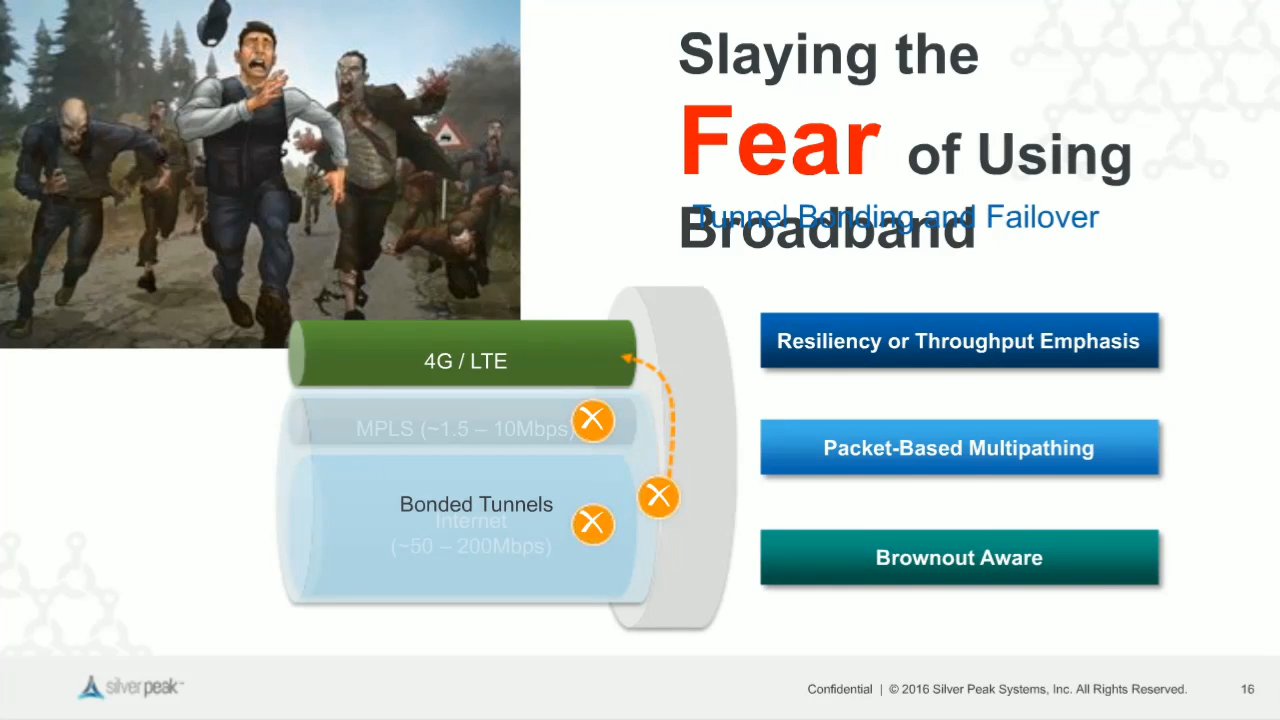 Slaying the
Fear of Using
Broadband
Tunnel Bonding and Failover
4G / LTE
MPLS (~1.5 – 10Mbps)
Bonded Tunnels
Internet
(~50 – 200Mbps)
Resiliency or Throughput Emphasis
Packet-Based Multipathing
Brownout Aware
silver peak™
Confidential | © 2016 Silver Peak Systems, Inc. All Rights Reserved.
16